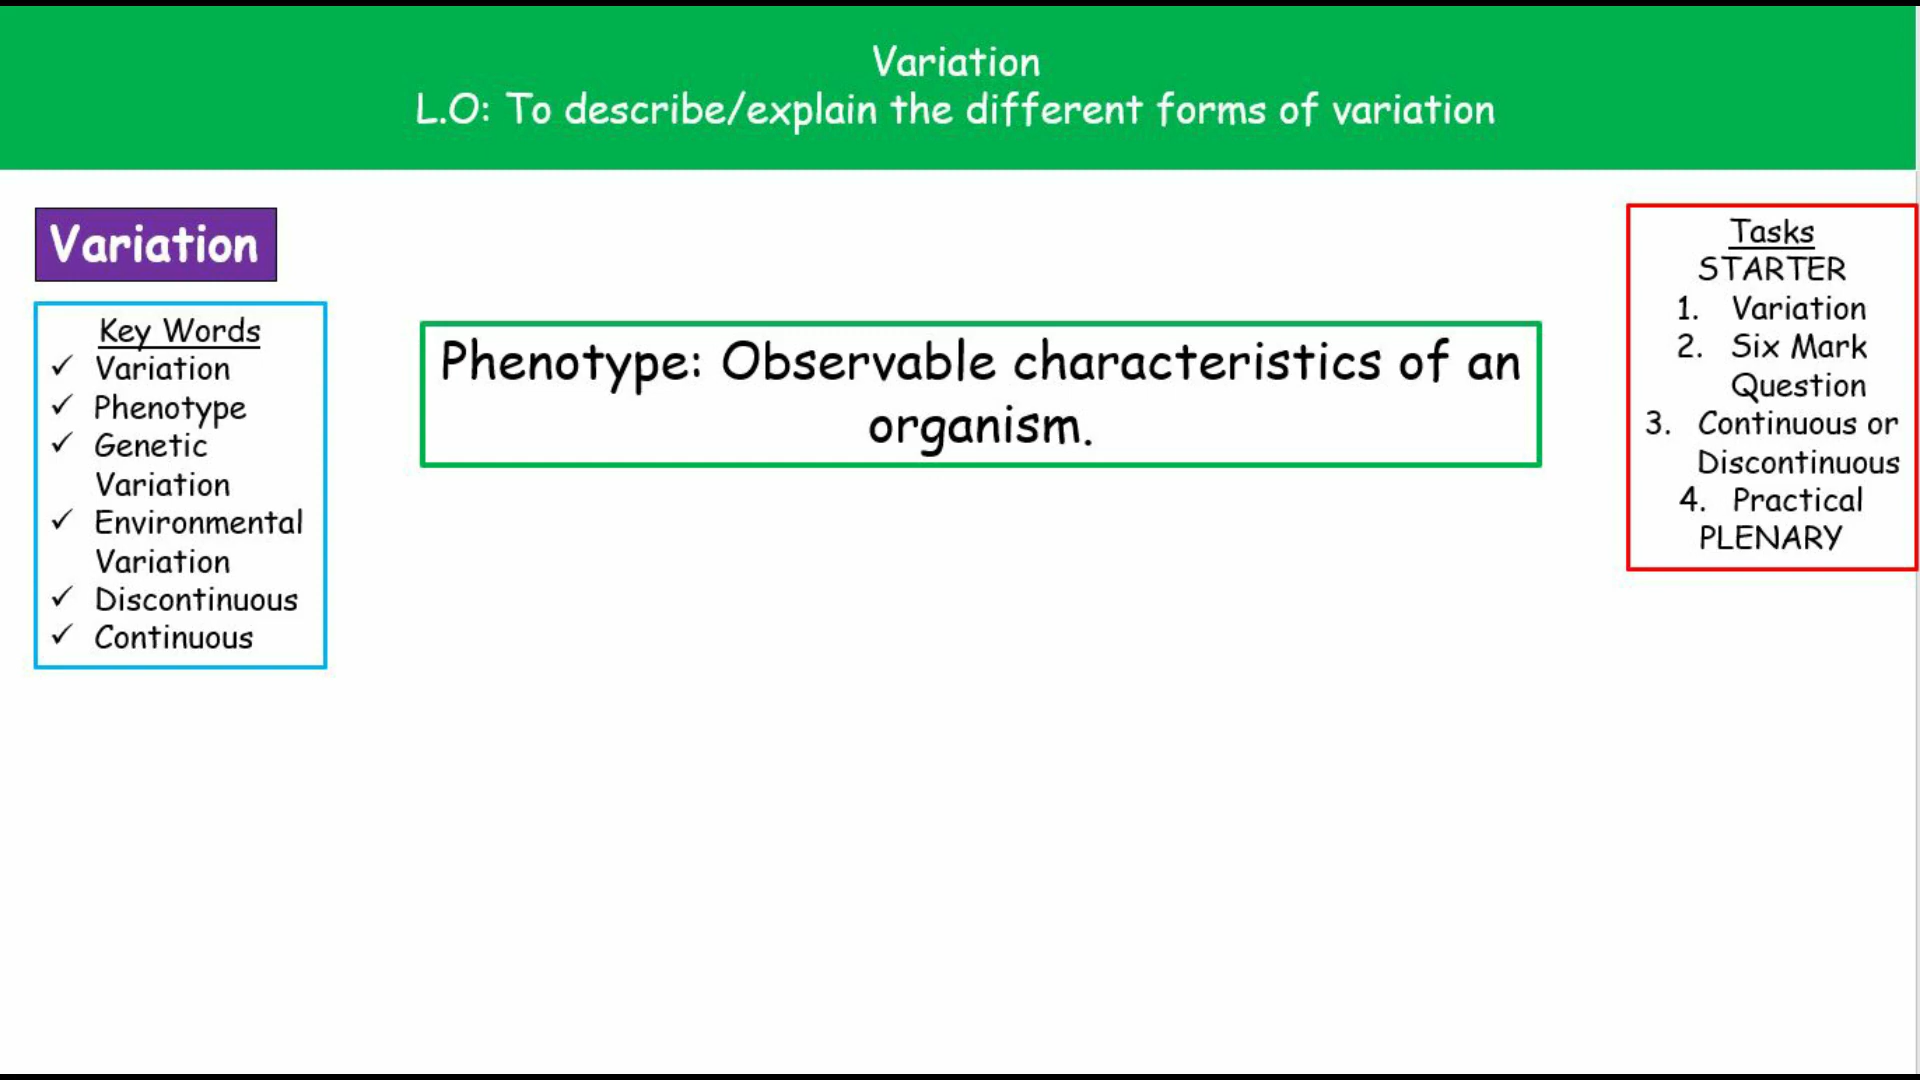 Variation
L.O: To describe/explain the different forms of variation
Variation
Key Words
✓ Variation
✓ Phenotype
✓ Genetic
Variation
✓ Environmental
Variation
✓ Discontinuous
✓ Continuous
Phenotype: Observable characteristics of an
organism.
Tasks
STARTER
1. Variation
2. Six Mark
Question
3. Continuous or
Discontinuous
4. Practical
PLENARY